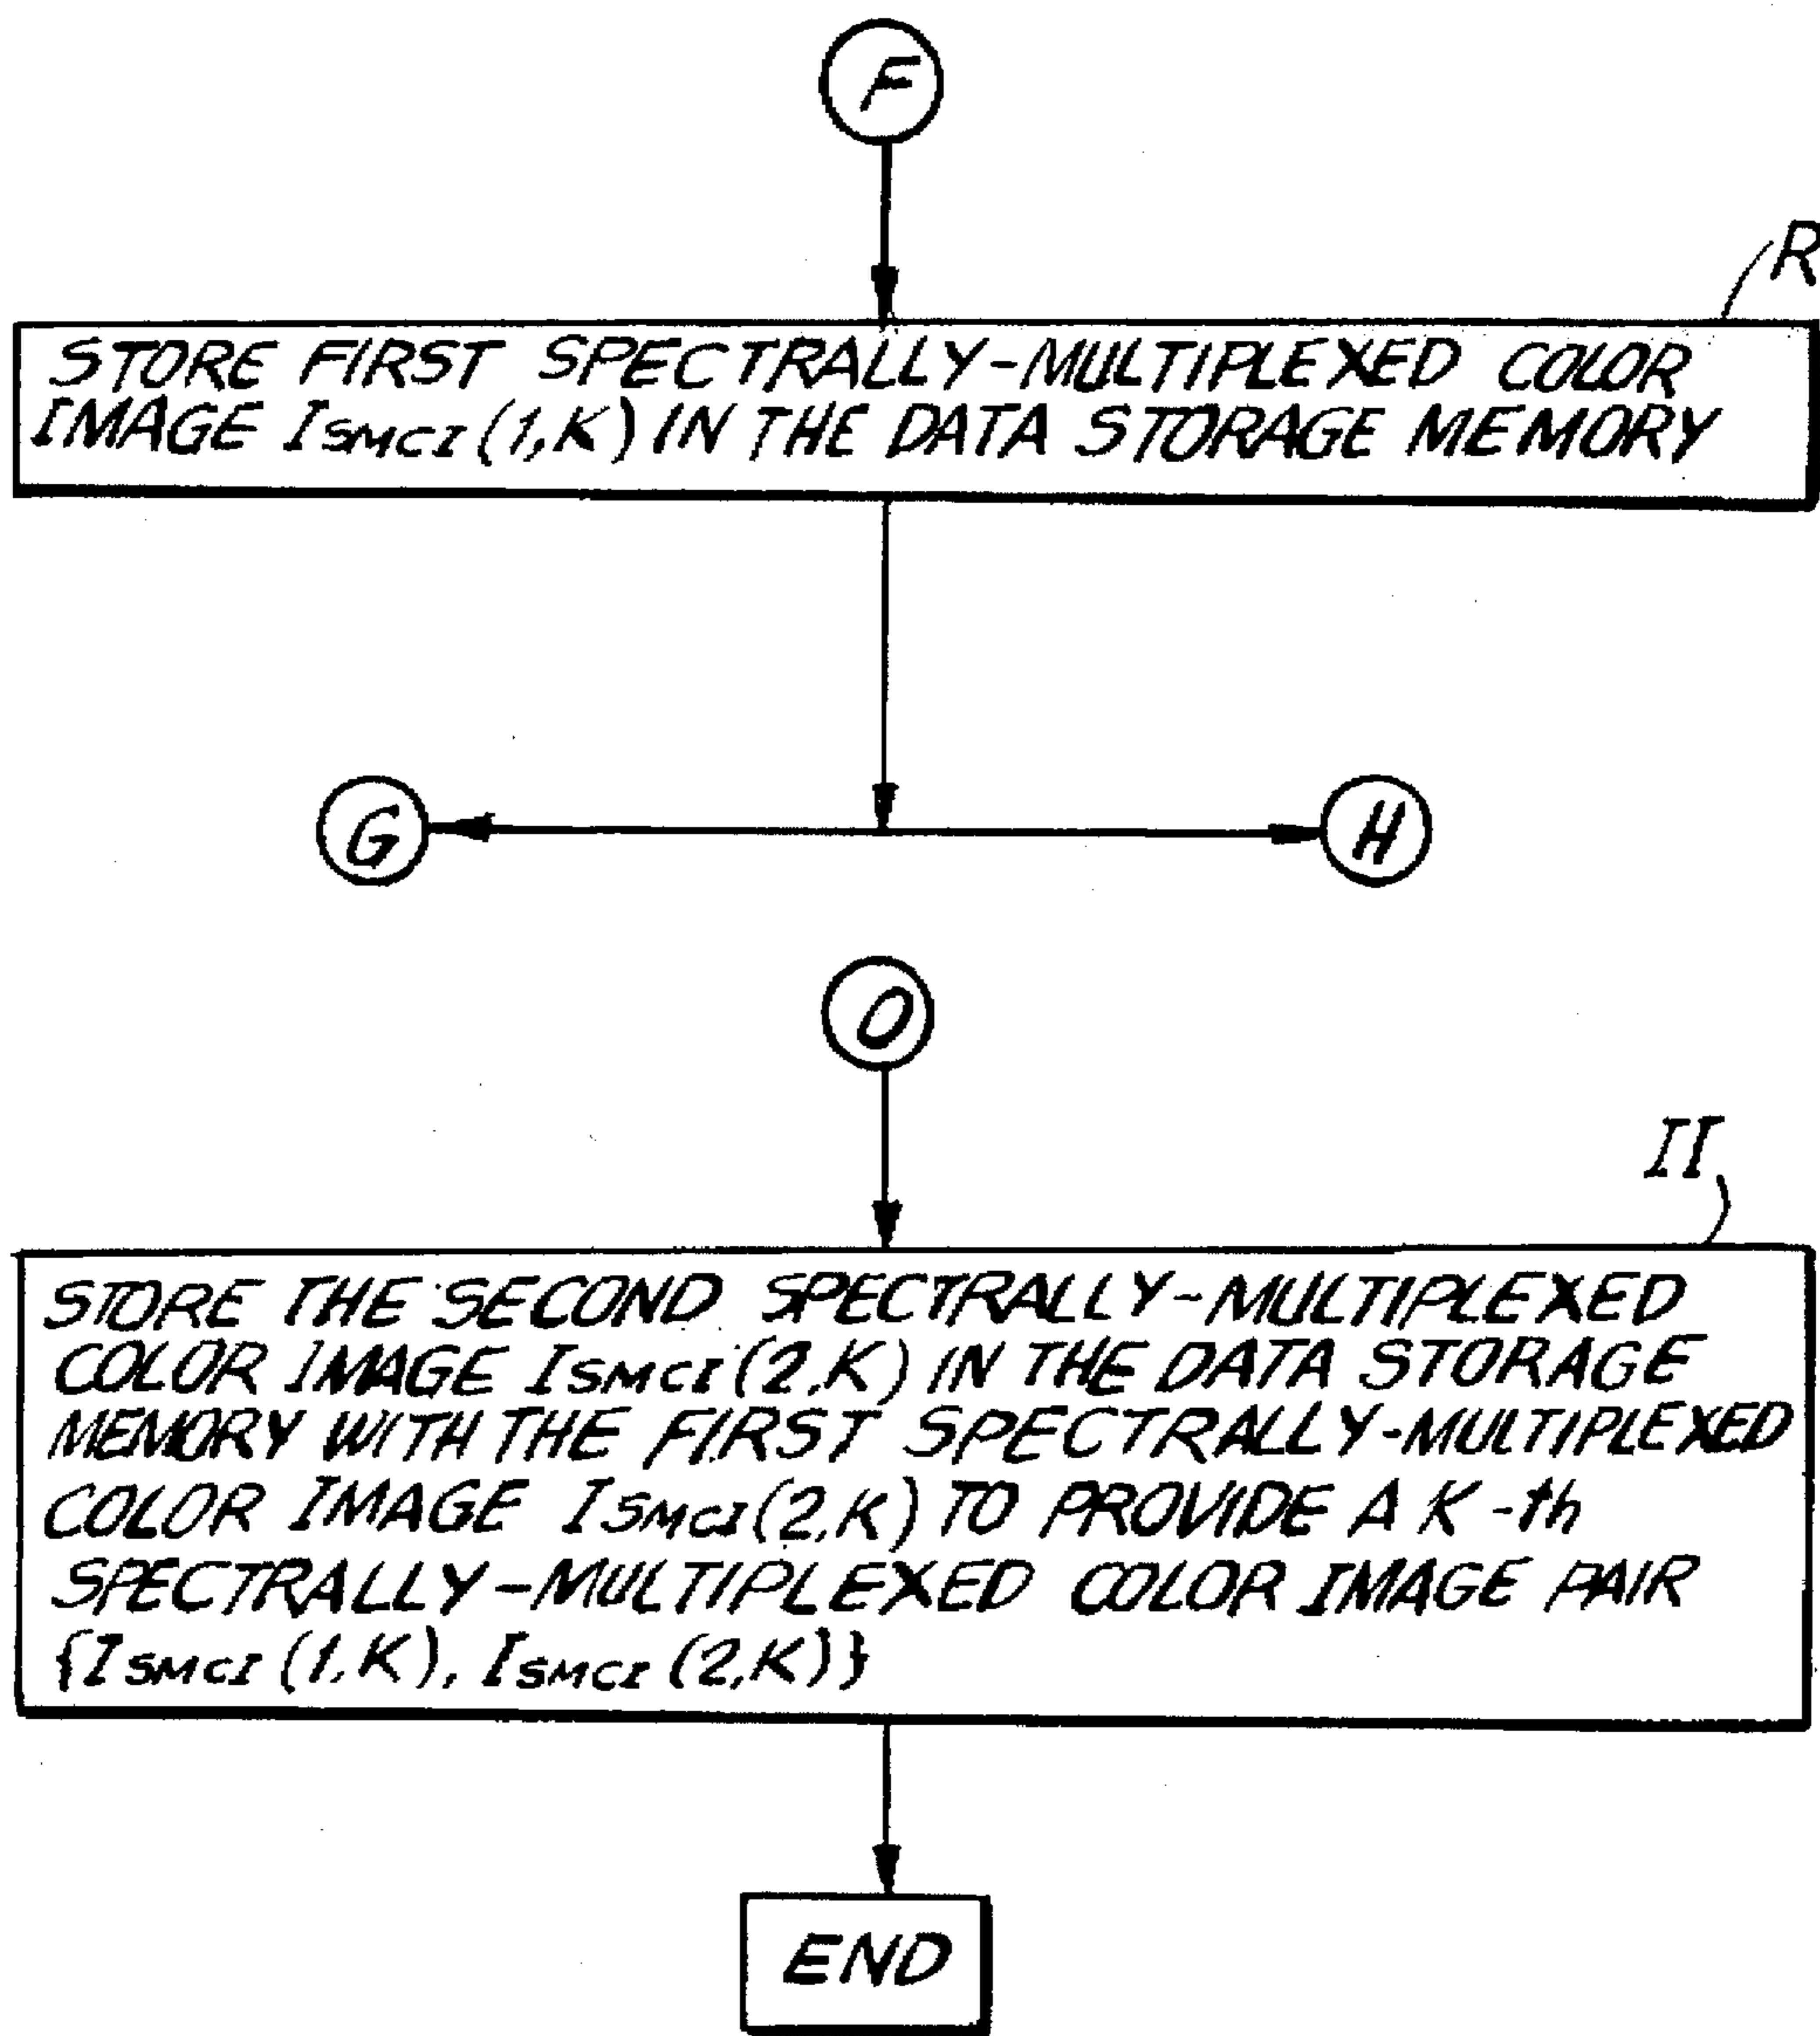 F
R
STORE FIRST SPECTRALLY-MULTIPLEXED COLOR
IMAGE ISMCI (1,K) IN THE DATA STORAGE MEMORY
G
H
O
II
STORE THE SECOND SPECTRALLY-MULTIPLEXED
COLOR IMAGE ISMCI (2,K) IN THE DATA STORAGE
MEMORY WITH THE FIRST SPECTRALLY-MULTIPLEXED
COLOR IMAGE ISMCI (2,K) TO PROVIDE A K-th
SPECTRALLY-MULTIPLEXED COLOR IMAGE PAIR
{ISMCI (1,K), ISMCI (2,K)}
END